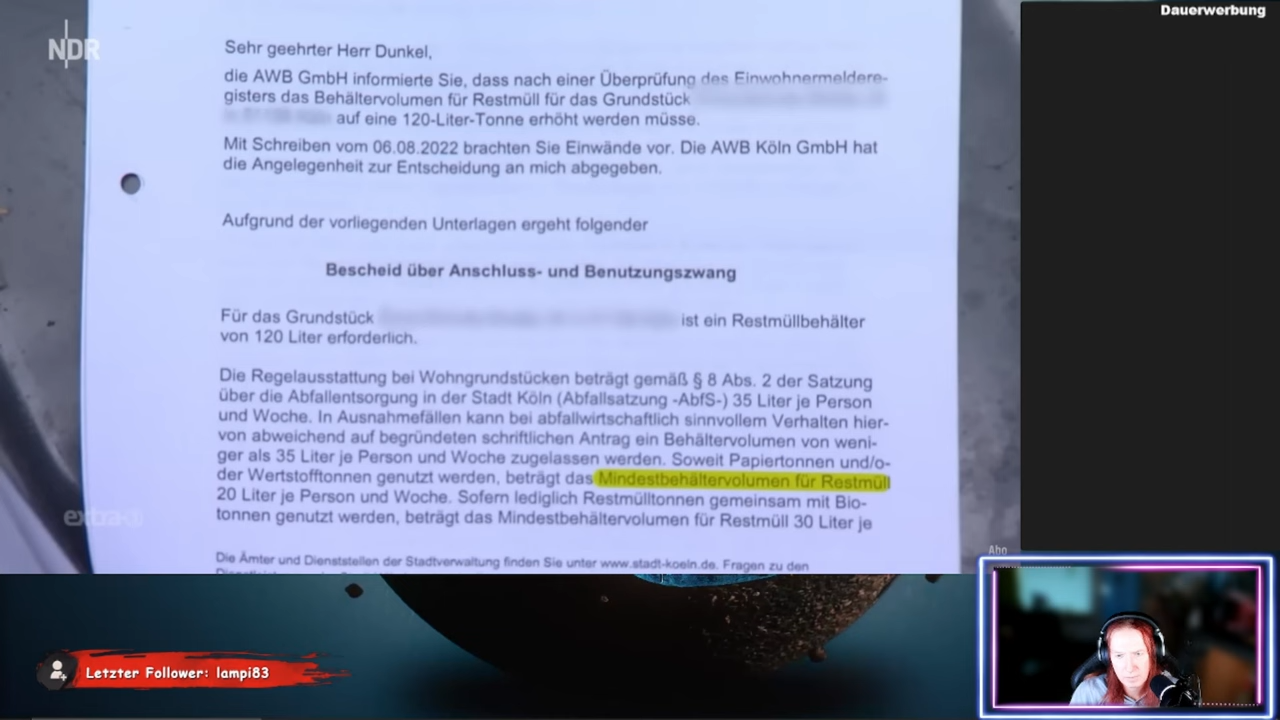 Dauerwerbung
NDR
Sehr geehrter Herr Dunkel,
die AWB GmbH informierte Sie, dass nach einer Überprüfung des Einwohnermeldere-
gisters das Behältervolumen für Restmüll für das Grundstück
auf eine 120-Liter-Tonne erhöht werden müsse.
Mit Schreiben vom 06.08.2022 brachten Sie Einwände vor. Die AWB Köln GmbH hat
die Angelegenheit zur Entscheidung an mich abgegeben.
Aufgrund der vorliegenden Unterlagen ergeht folgender
Bescheid über Anschluss- und Benutzungszwang
Für das Grundstück ist ein Restmüllbehälter
von 120 Liter erforderlich.
Die Regelausstattung bei Wohngrundstücken beträgt gemäß § 8 Abs. 2 der Satzung
über die Abfallentsorgung in der Stadt Köln (Abfallsatzung -AbfS-) 35 Liter je Person
und Woche. In Ausnahmefällen kann bei abfallwirtschaftlich sinnvollem Verhalten hier-
von abweichend auf begründeten schriftlichen Antrag ein Behältervolumen von weni-
ger als 35 Liter je Person und Woche zugelassen werden. Soweit Papiertonnen und/o-
der Wertstofftonnen genutzt werden, beträgt das Mindestbehältervolumen für Restmüll
20 Liter je Person und Woche. Sofern lediglich Restmülltonnen gemeinsam mit Bio-
tonnen genutzt werden, beträgt das Mindestbehältervolumen für Restmüll 30 Liter je
Die Ämter und Dienststellen der Stadtverwaltung finden Sie unter www.stadt-koeln.de. Fragen zu den
Abo
Letzter Follower: lampi83